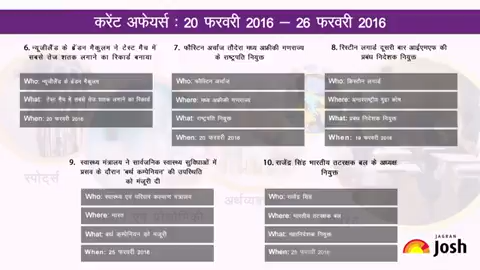 करेंट अफेयर्स : 20 फरवरी 2016 – 26 फरवरी 2016
6. न्यूजीलैंड के ब्रेंडन मैकुलम ने टेस्ट मैच में
सबसे तेज शतक लगाने का रिकार्ड बनाया
Who: न्यूजीलैंड के ब्रेंडन मैकुलम
What: टेस्ट मैच में सबसे तेज शतक लगाने का रिकार्ड
When: 20 फरवरी 2016
7. फौस्टिन अर्चांज तौदेरा मध्य अफ्रीकी गणराज्य
के राष्ट्रपति नियुक्त
Who: फौस्टिन अर्चांज
Where: मध्य अफ्रीकी गणराज्य
What: राष्ट्रपति नियुक्त
When: 20 फरवरी 2016
8. क्रिस्टीन लगार्ड दूसरी बार आईएमएफ की
प्रबंध निदेशक नियुक्त
Who: क्रिस्टीन लगार्ड
Where: अन्तरराष्ट्रीय मुद्रा कोष
What: प्रबंध निदेशक नियुक्त
When: 19 फरवरी 2016
9. स्वास्थ्य मंत्रालय ने सार्वजनिक स्वास्थ्य सुविधाओं में
प्रसव के दौरान 'बर्थ कम्पेनियन' की उपस्थिति
को मंजूरी दी
Who: स्वास्थ्य एवं परिवार कल्याण मंत्रालय
Where: भारत
What: बर्थ कम्पेनियन को मंजूरी
When: 25 फरवरी 2016
10. राजेंद्र सिंह भारतीय तटरक्षक बल के अध्यक्ष
नियुक्त
Who: राजेंद्र सिंह
Where: भारतीय तटरक्षक बल
What: महानिदेशक नियुक्त
When: 25 फरवरी 2016
स्पोर्ट्स
JAGRAN
Josh